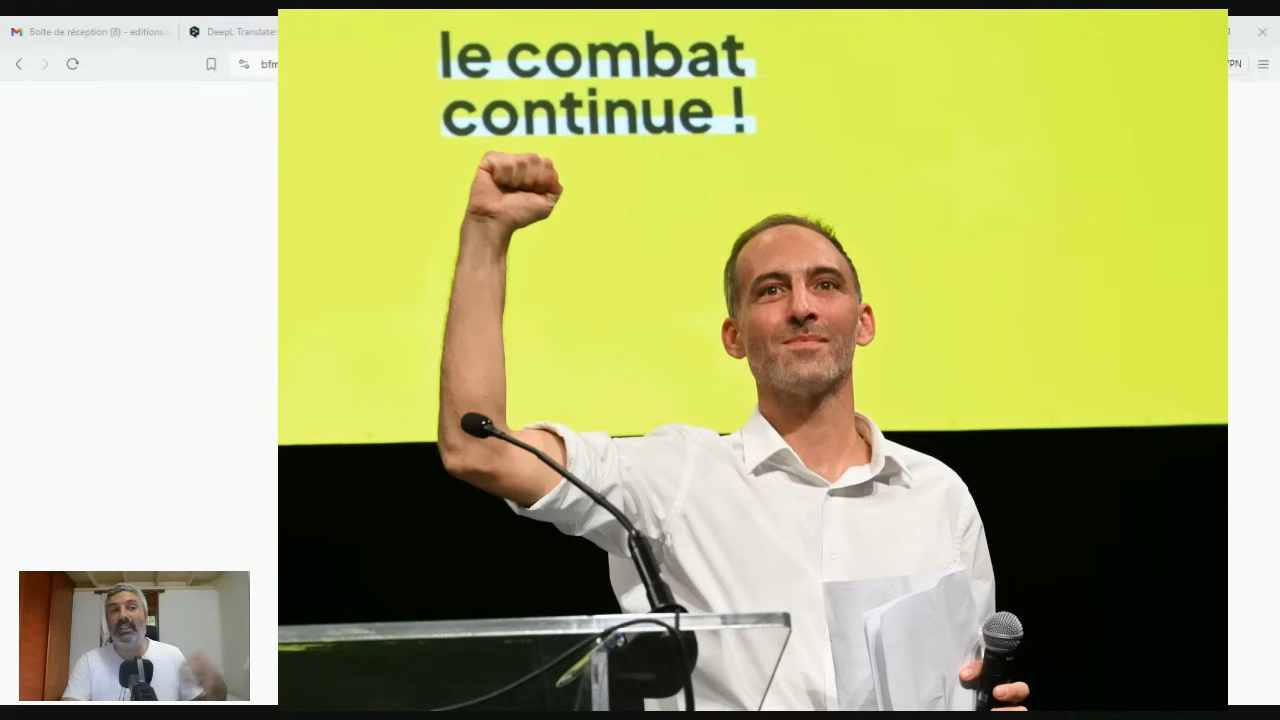 le combat
continue !
Boîte de réception (8) - editions
DeepL Translate
bfm
VPN